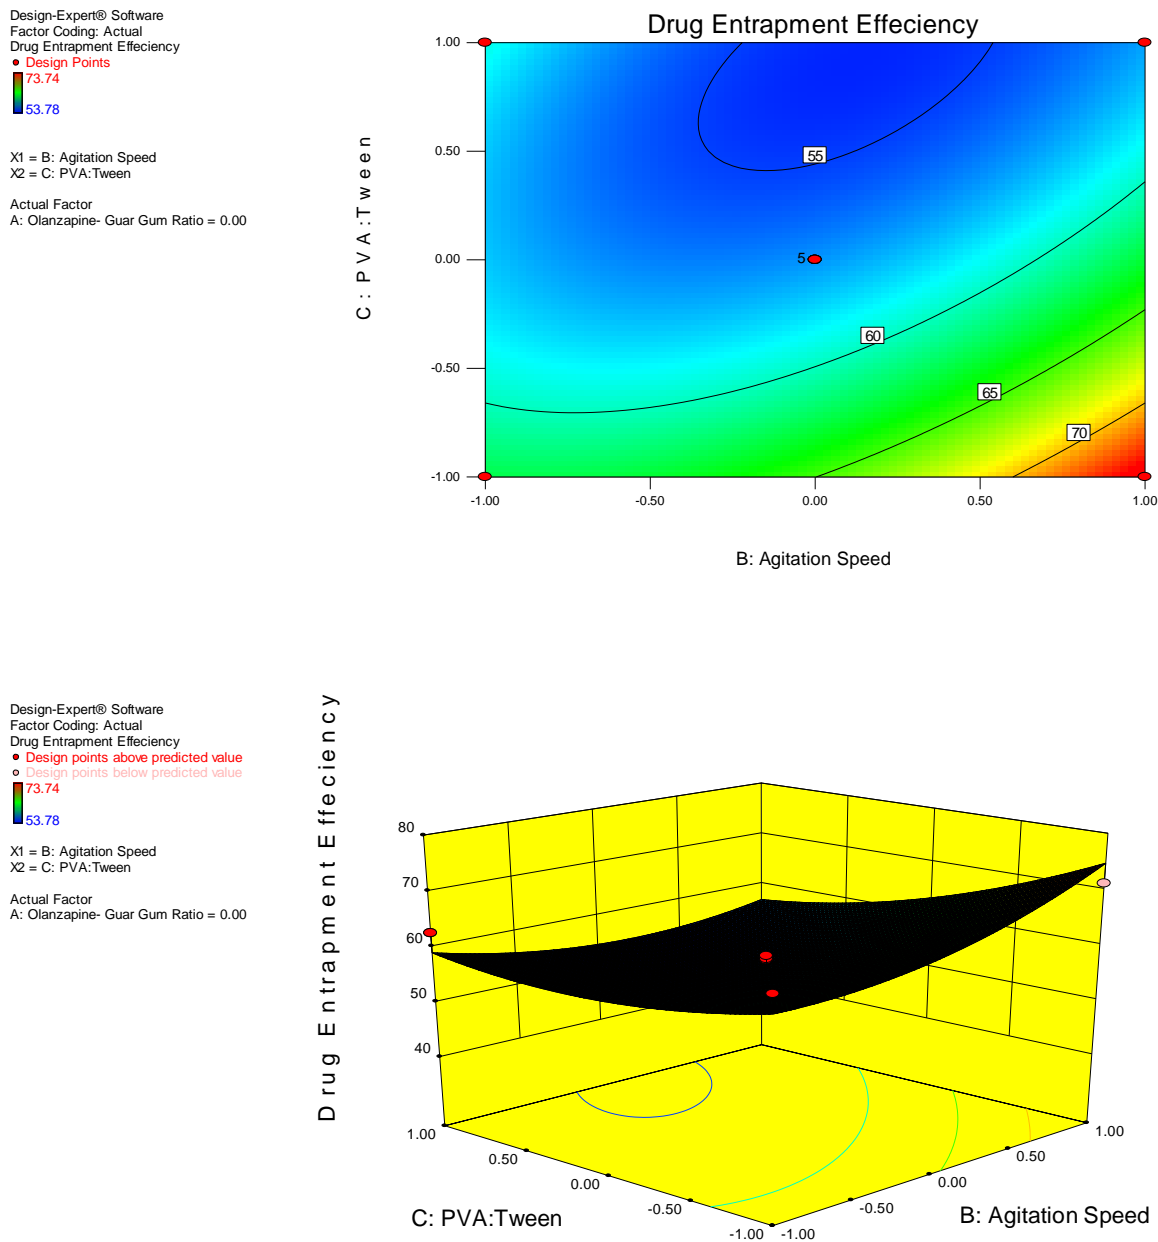 Design-Expert® Software
Factor Coding: Actual
Drug Entrapment Effeciency
Design Points
73.74
53.78
X1 = B: Agitation Speed
X2 = C: PVA:Tween
Actual Factor
A: Olanzapine- Guar Gum Ratio = 0.00
Drug Entrapment Effeciency
C: PVA:Tween
1.00
0.50
0.00
-0.50
-1.00
55
5
60
65
70
-1.00
-0.50
0.00
0.50
1.00
B: Agitation Speed
Design-Expert® Software
Factor Coding: Actual
Drug Entrapment Effeciency
Design points above predicted value
Design points below predicted value
73.74
53.78
X1 = B: Agitation Speed
X2 = C: PVA:Tween
Actual Factor
A: Olanzapine- Guar Gum Ratio = 0.00
Drug Entrapment Effeciency
80
70
60
50
40
1.00
0.50
0.00
-0.50
-1.00
-1.00
-0.50
0.00
0.50
1.00
C: PVA:Tween
B: Agitation Speed